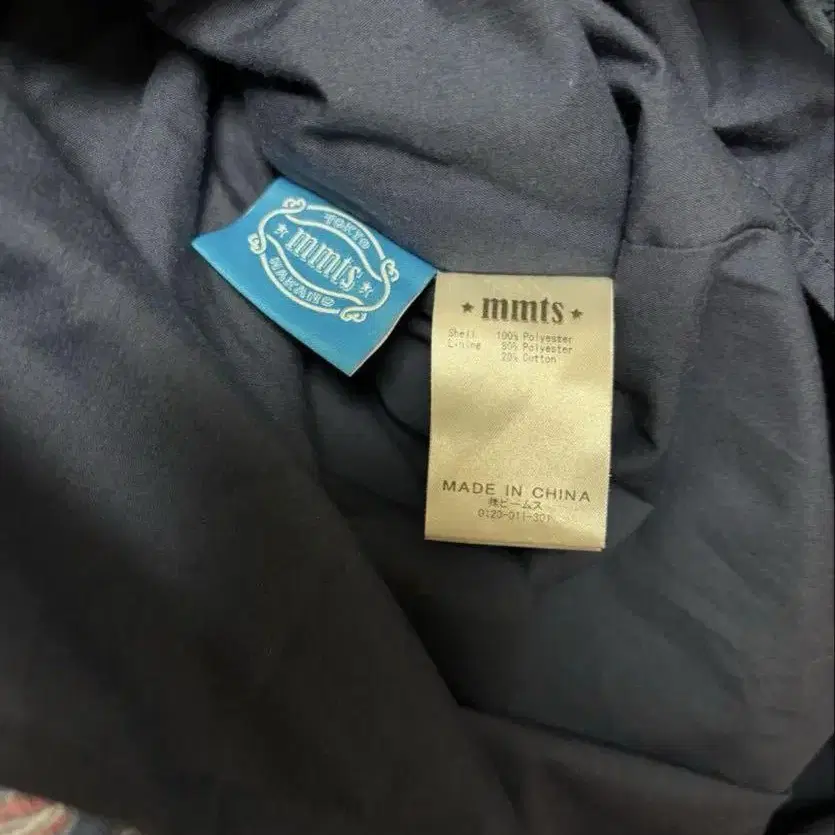 TOKYO
★ mmts ★
NAKANO
★ mmts ★
Shell 100% Polyester
Lining 80% Polyester
20% Cotton
MADE IN CHINA
㈱ビームス
0120-011-301